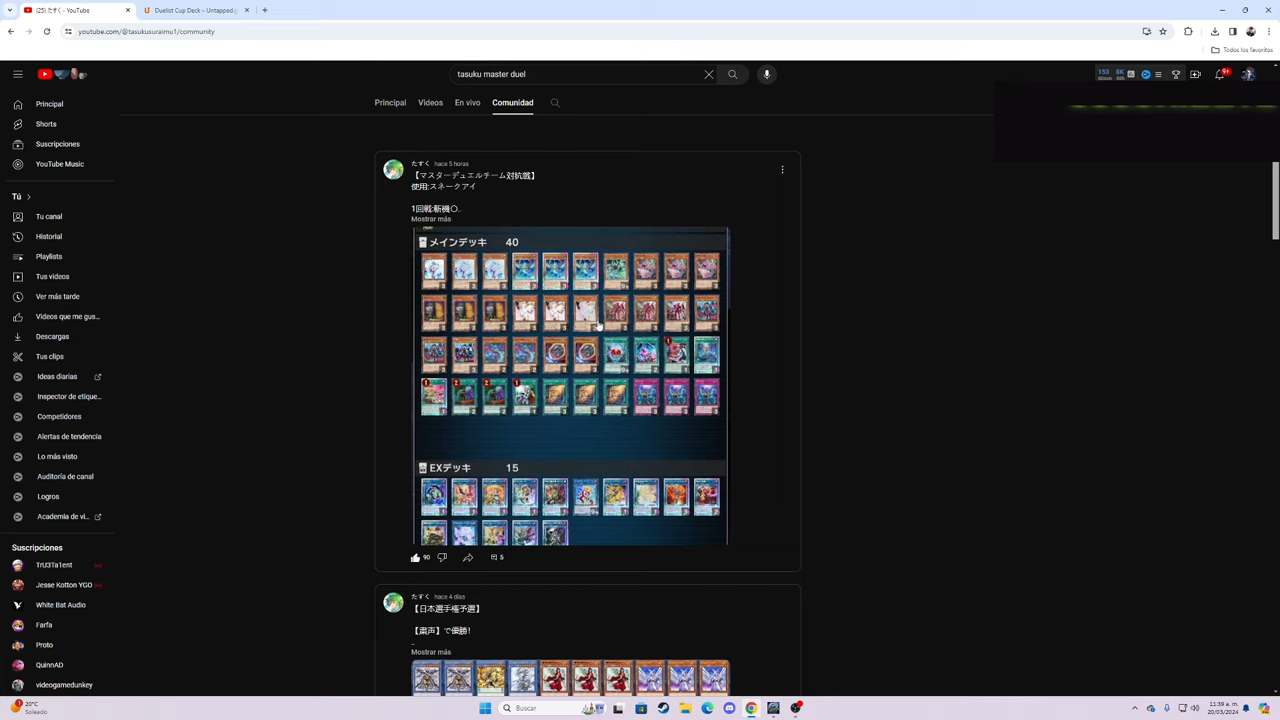 (25) たすく - YouTube
Duelist Cup Deck – Untapped.g
youtube.com/@tasukusuraimu1/community
Todos los favoritos
tasuku master duel
153
8K
9+
Principal
Shorts
Suscripciones
YouTube Music
Tú
Tu canal
Historial
Playlists
Tus videos
Ver más tarde
Videos que me gus...
Descargas
Tus clips
Ideas diarias
Inspector de etique...
Competidores
Alertas de tendencia
Lo más visto
Auditoría de canal
Logros
Academia de vi...
Suscripciones
TrU3Ta1ent
Jesse Kotton YGO
White Bat Audio
Farfa
Proto
QuinnAD
videogamedunkey
Principal Videos En vivo Comunidad
たすく hace 5 horas
【マスターデュエルチーム対抗戦】
使用:スネークアイ
1回戦:斬機〇..
Mostrar más
メインデッキ 40
EXデッキ 15
90
5
たすく hace 4 días
【日本選手権予選】
【粛声】で優勝!
Mostrar más
20°C
Soleado
Buscar
11:59 a. m.
20/03/2024